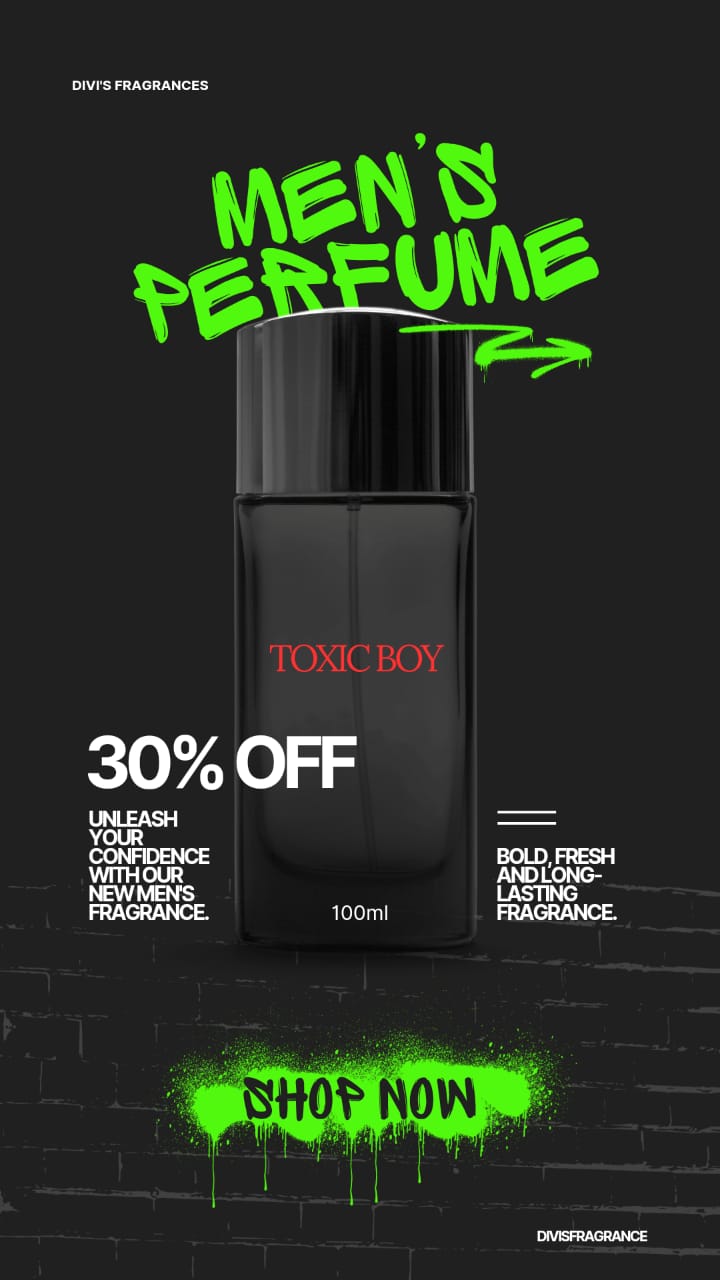 DIVI'S FRAGRANCES
MEN'S
PERFUME
TOXIC BOY
30% OFF
UNLEASH
YOUR
CONFIDENCE
WITH OUR
NEW MEN'S
FRAGRANCE.
BOLD, FRESH
AND LONG-
LASTING
FRAGRANCE.
100ml
SHOP NOW
DIVISFRAGRANCE